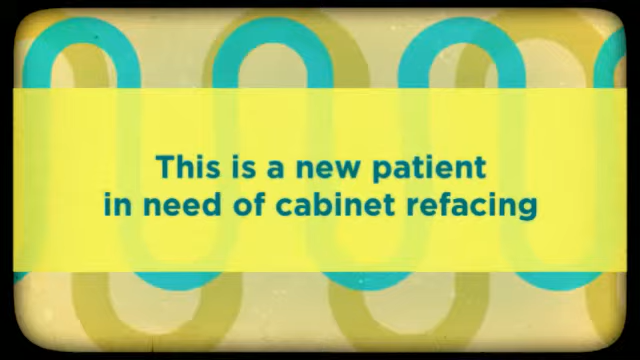 This is a new patient
in need of cabinet refacing